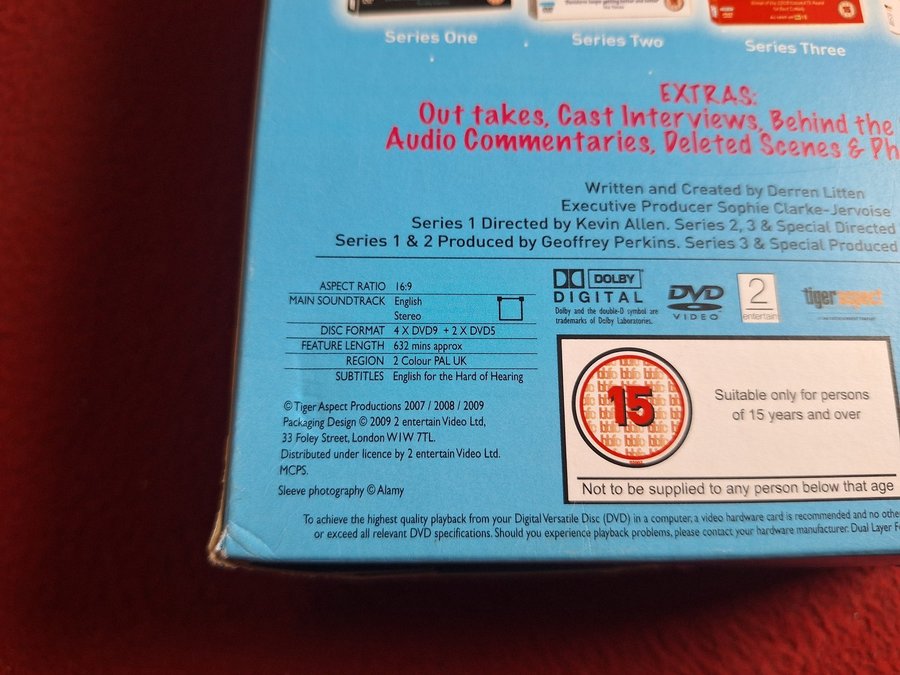 Series One
Series Two
Series Three
15
EXTRAS:
Out takes, Cast Interviews, Behind the
Audio Commentaries, Deleted Scenes & Ph
Written and Created by Derren Litten
Executive Producer Sophie Clarke-Jervoise
Series 1 Directed by Kevin Allen. Series 2, 3 & Special Directed
Series 1 & 2 Produced by Geoffrey Perkins. Series 3 & Special Produced
ASPECT RATIO 16:9
MAIN SOUNDTRACK English
Stereo
DISC FORMAT 4 X DVD9 + 2 X DVD5
FEATURE LENGTH 632 mins approx
REGION 2 Colour PAL UK
SUBTITLES English for the Hard of Hearing
DOLBY
DIGITAL
Dolby and the double-D symbol are
trademarks of Dolby Laboratories.
DVD
VIDEO
2
entertain
tiger aspect
15
Suitable only for persons
of 15 years and over
Not to be supplied to any person below that age
© Tiger Aspect Productions 2007 / 2008 / 2009
Packaging Design © 2009 2 entertain Video Ltd,
33 Foley Street, London W1W 7TL.
Distributed under licence by 2 entertain Video Ltd.
MCPS.
Sleeve photography © Alamy
To achieve the highest quality playback from your Digital Versatile Disc (DVD) in a computer, a video hardware card is recommended and no othe
or exceed all relevant DVD specifications. Should you experience playback problems, please contact your hardware manufacturer. Dual Layer F